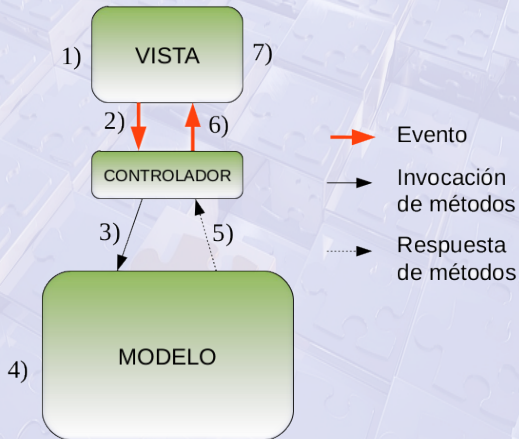 1)
VISTA
7)
2)
6)
Evento
CONTROLADOR
Invocación
de métodos
3)
5)
Respuesta
de métodos
MODELO
4)